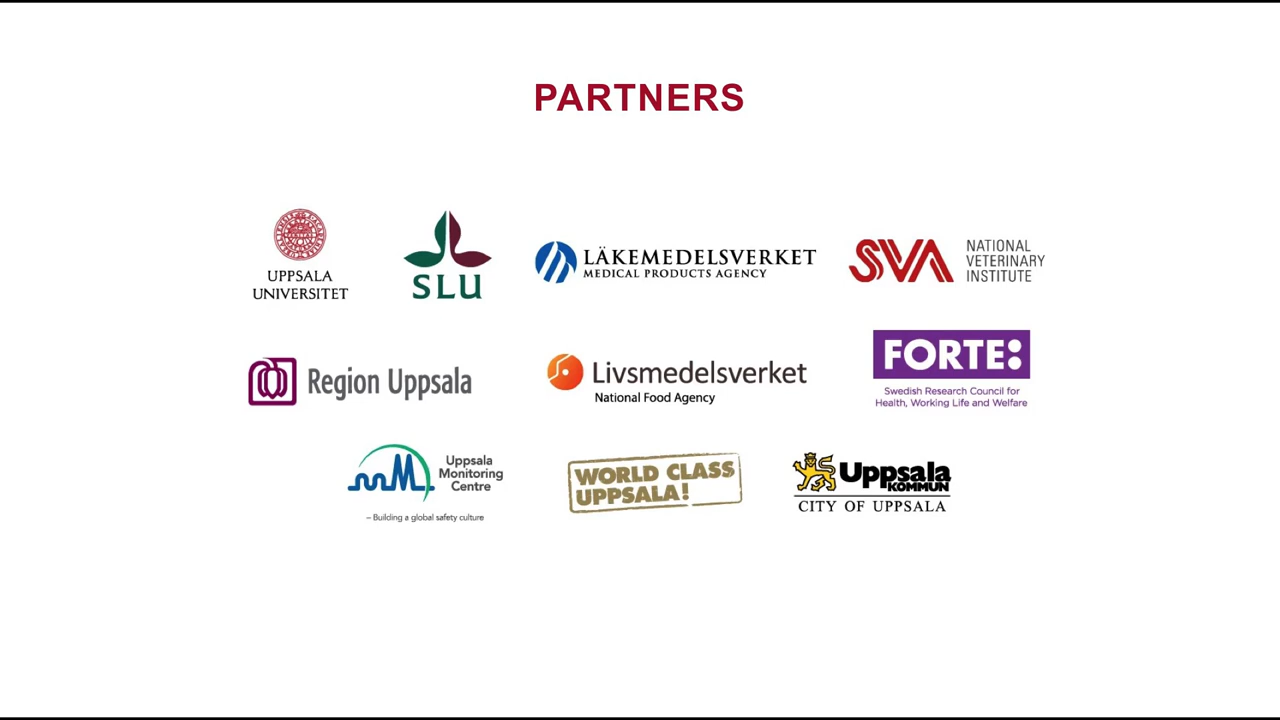 PARTNERS
UPPSALA
UNIVERSITET
SLU
LÄKEMEDELSVERKET
MEDICAL PRODUCTS AGENCY
SVA
NATIONAL
VETERINARY
INSTITUTE
Region Uppsala
Livsmedelsverket
National Food Agency
FORTE:
Swedish Research Council for
Health, Working Life and Welfare
Uppsala
Monitoring
Centre
– Building a global safety culture
WORLD CLASS
UPPSALA!
Uppsala
KOMMUN
CITY OF UPPSALA